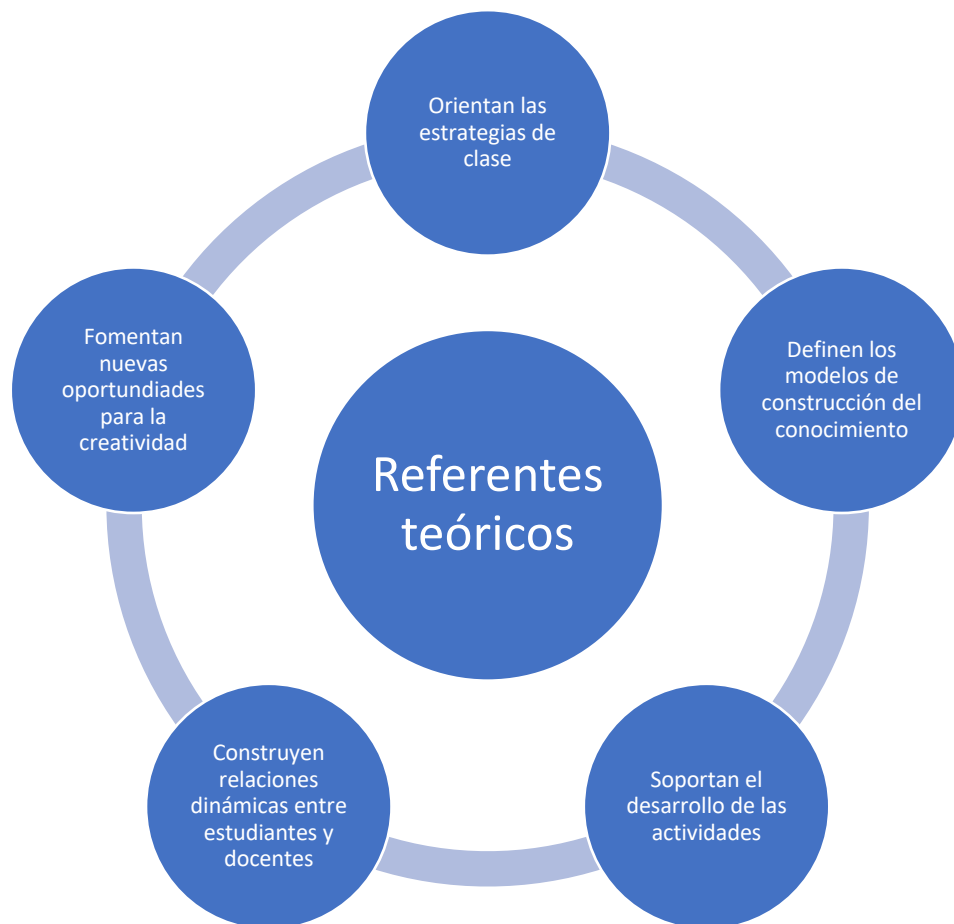 Orientan las
estrategias de
clase
Definen los
modelos de
construcción del
conocimiento
Soportan el
desarrollo de las
actividades
Construyen
relaciones
dinámicas entre
estudiantes y
docentes
Fomentan
nuevas
oportundiades
para la
creatividad
Referentes
teóricos